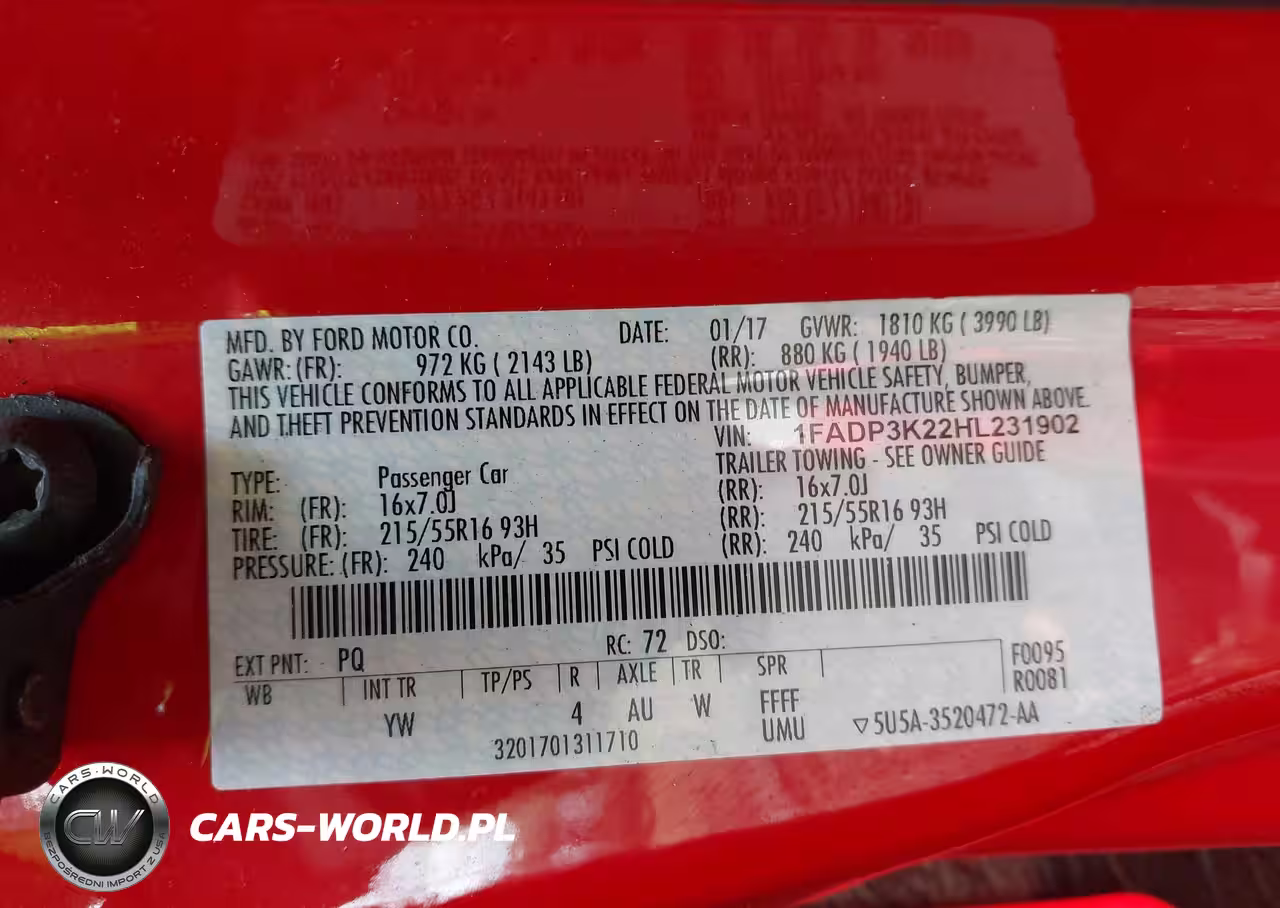 MFD. BY FORD MOTOR CO. DATE: 01/17 GVWR: 1810 KG ( 3990 LB)
GAWR: (FR): 972 KG ( 2143 LB) (RR): 880 KG ( 1940 LB)
THIS VEHICLE CONFORMS TO ALL APPLICABLE FEDERAL MOTOR VEHICLE SAFETY, BUMPER,
AND THEFT PREVENTION STANDARDS IN EFFECT ON THE DATE OF MANUFACTURE SHOWN ABOVE.
VIN: 1FADP3K22HL231902
TYPE: Passenger Car TRAILER TOWING - SEE OWNER GUIDE
RIM: (FR): 16x7.0J (RR): 16x7.0J
TIRE: (FR): 215/55R16 93H (RR): 215/55R16 93H
PRESSURE: (FR): 240 kPa/ 35 PSI COLD (RR): 240 kPa/ 35 PSI COLD
RC: 72 DSO:
EXT PNT: PQ F0095
WB INT TR TP/PS R AXLE TR SPR R0081
YW 4 AU W FFFF
UMU
3201701311710 ▽5U5A-3520472-AA
CARS-WORLD
CW
BEZPOŚREDNI IMPORT Z USA
CARS-WORLD.PL